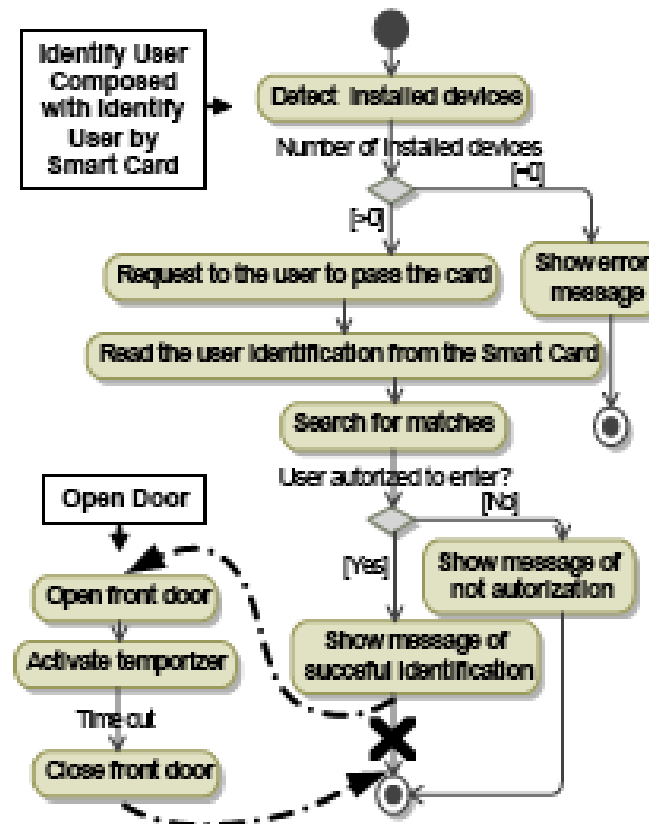 Identify User
Composed
with Identify
User by
Smart Card
Detect Installed devices
Number of installed devices
[=0]
[>0]
Request to the user to pass the card
Show error
message
Read the user identification from the Smart Card
Search for matches
User autorized to enter?
[No]
Open Door
[Yes]
Show message of
not autorization
Open front door
Show message of
succeful identification
Activate temporizer
Timeout
Close front door